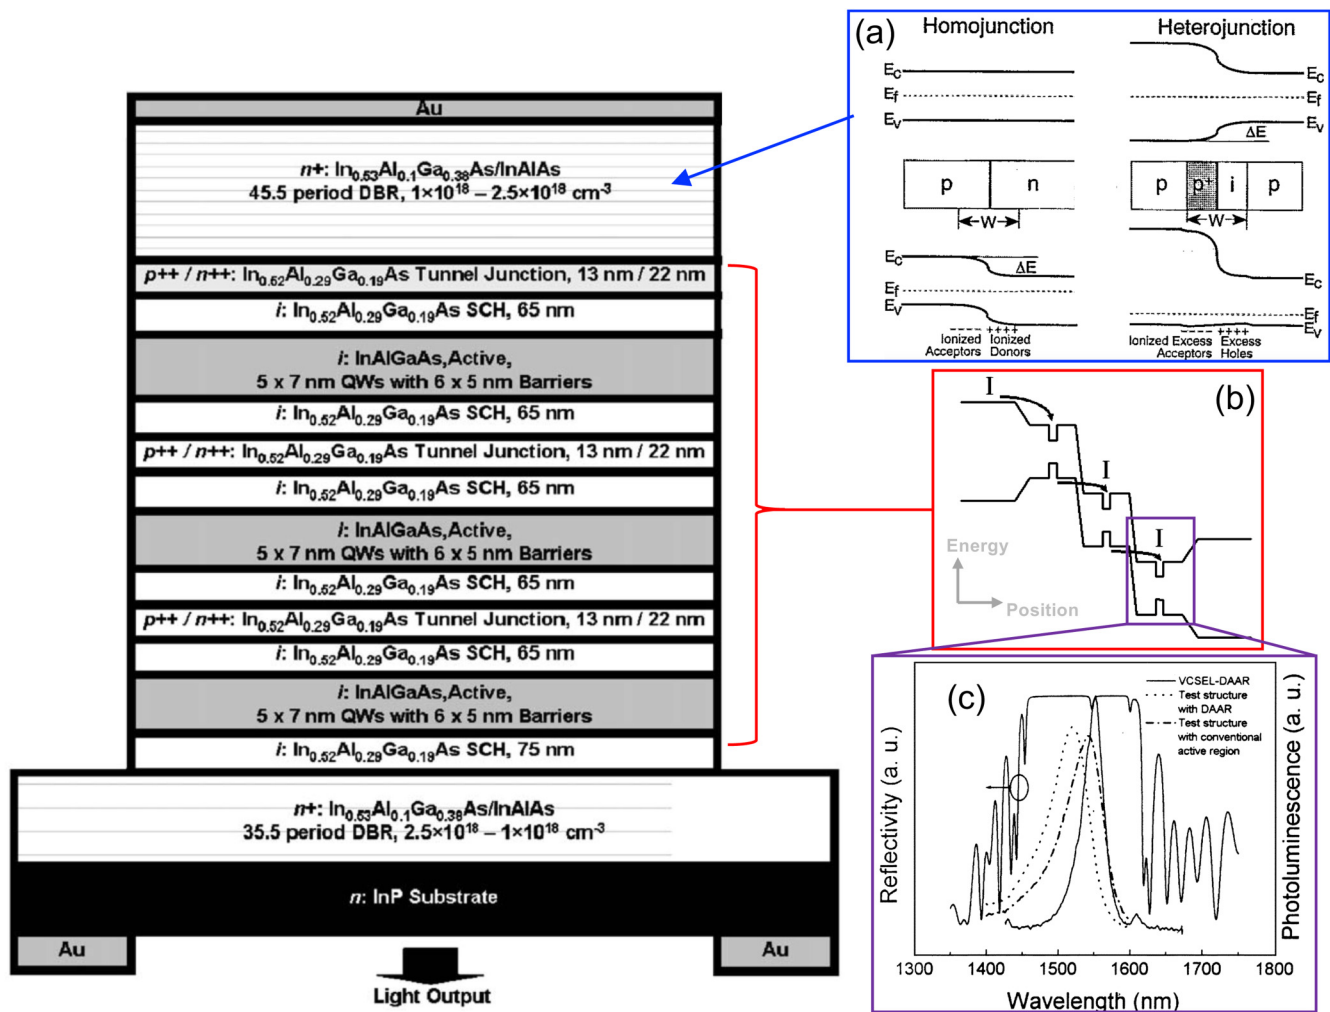 Au
n+: In0.53Al0.1Ga0.38As/InAlAs
45.5 period DBR, 1×10^18 – 2.5×10^18 cm^-3
p++ / n++: In0.52Al0.29Ga0.19As Tunnel Junction, 13 nm / 22 nm
i: In0.52Al0.29Ga0.19As SCH, 65 nm
i: InAlGaAs,Active,
5 x 7 nm QWs with 6 x 5 nm Barriers
i: In0.52Al0.29Ga0.19As SCH, 65 nm
p++ / n++: In0.52Al0.29Ga0.19As Tunnel Junction, 13 nm / 22 nm
i: In0.52Al0.29Ga0.19As SCH, 65 nm
i: InAlGaAs,Active,
5 x 7 nm QWs with 6 x 5 nm Barriers
i: In0.52Al0.29Ga0.19As SCH, 65 nm
p++ / n++: In0.52Al0.29Ga0.19As Tunnel Junction, 13 nm / 22 nm
i: In0.52Al0.29Ga0.19As SCH, 65 nm
i: InAlGaAs,Active,
5 x 7 nm QWs with 6 x 5 nm Barriers
i: In0.52Al0.29Ga0.19As SCH, 75 nm
n+: In0.53Al0.1Ga0.38As/InAlAs
35.5 period DBR, 2.5×10^18 – 1×10^18 cm^-3
n: InP Substrate
Au
Au
Light Output
(a)
Homojunction
Heterojunction
Ec
Ef
Ev
Ec
Ef
Ev
ΔE
p
n
W
p
p+
i
p
W
Ec
ΔE
Ef
Ev
Ec
Ef
Ev
---- ++++
Ionized Ionized
Acceptors Donors
---- ++++
Ionized Excess Excess
Acceptors Holes
(b)
I
I
I
Energy
Position
(c)
VCSEL-DAAR
Test structure
with DAAR
Test structure
with conventional
active region
Reflectivity (a. u.)
Photoluminescence (a. u.)
1300 1400 1500 1600 1700 1800
Wavelength (nm)